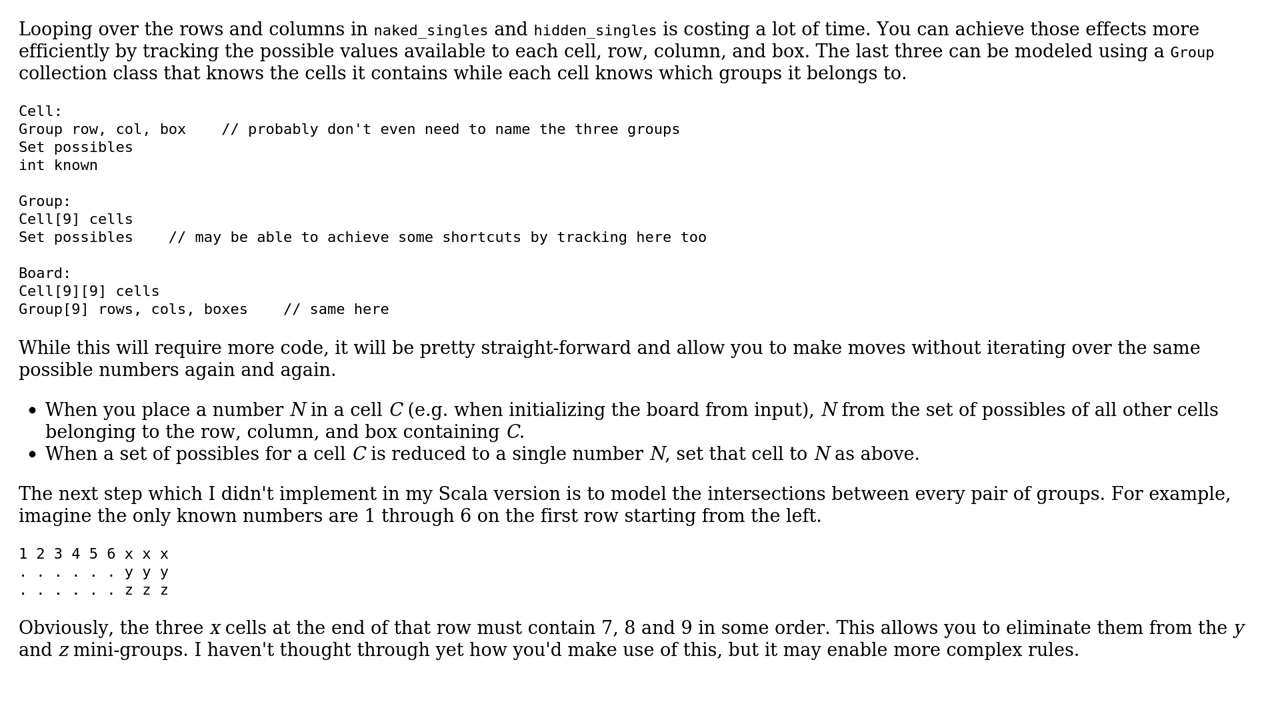 Looping over the rows and columns in naked_singles and hidden_singles is costing a lot of time. You can achieve those effects more
efficiently by tracking the possible values available to each cell, row, column, and box. The last three can be modeled using a Group
collection class that knows the cells it contains while each cell knows which groups it belongs to.
Cell:
Group row, col, box    // probably don't even need to name the three groups
Set possibles
int known
Group:
Cell[9] cells
Set possibles    // may be able to achieve some shortcuts by tracking here too
Board:
Cell[9][9] cells
Group[9] rows, cols, boxes    // same here
While this will require more code, it will be pretty straight-forward and allow you to make moves without iterating over the same
possible numbers again and again.
• When you place a number N in a cell C (e.g. when initializing the board from input), N from the set of possibles of all other cells
belonging to the row, column, and box containing C.
• When a set of possibles for a cell C is reduced to a single number N, set that cell to N as above.
The next step which I didn't implement in my Scala version is to model the intersections between every pair of groups. For example,
imagine the only known numbers are 1 through 6 on the first row starting from the left.
1 2 3 4 5 6 x x x
. . . . . . y y y
. . . . . . z z z
Obviously, the three x cells at the end of that row must contain 7, 8 and 9 in some order. This allows you to eliminate them from the y
and z mini-groups. I haven't thought through yet how you'd make use of this, but it may enable more complex rules.